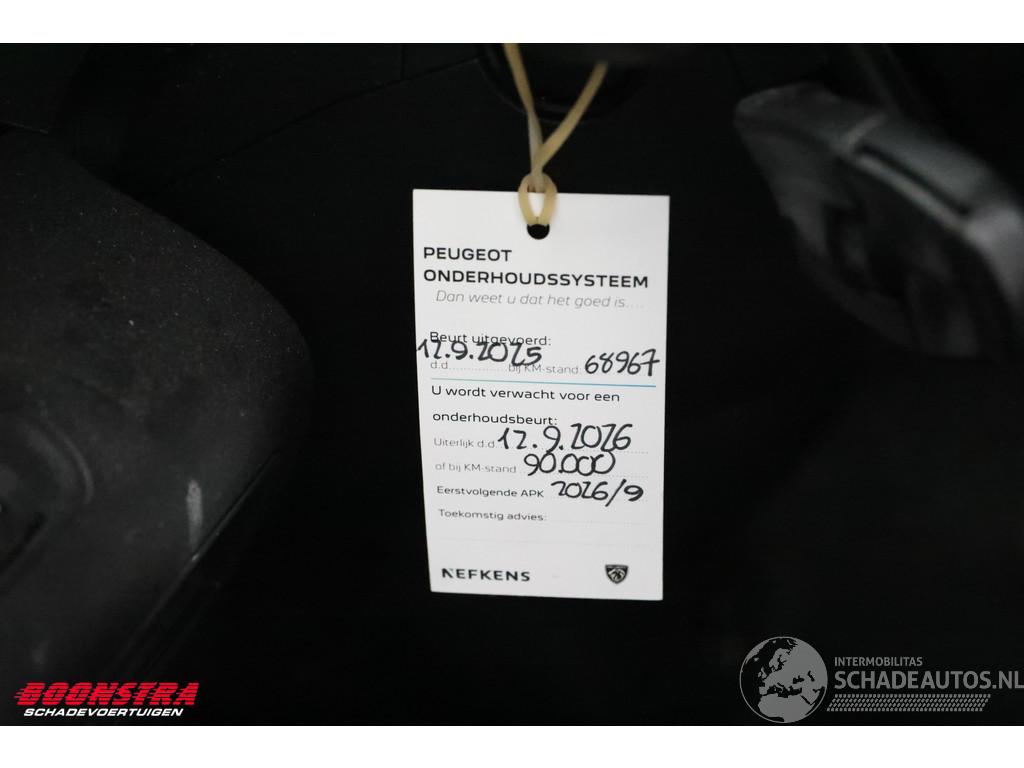 PEUGEOT
ONDERHOUDSSYSTEEM
Dan weet u dat het goed is....
Beurt uitgevoerd:
d.d. 12.9.2025 bij KM-stand: 68967
U wordt verwacht voor een
onderhoudsbeurt:
Uiterlijk d.d. 12.9.2026
of bij KM-stand 90.000
Eerstvolgende APK 2026/9
Toekomstig advies:
NEFKENS
BOONSTRA
SCHADEVOERTUIGEN
INTERMOBILITAS
SCHADEAUTOS.NL